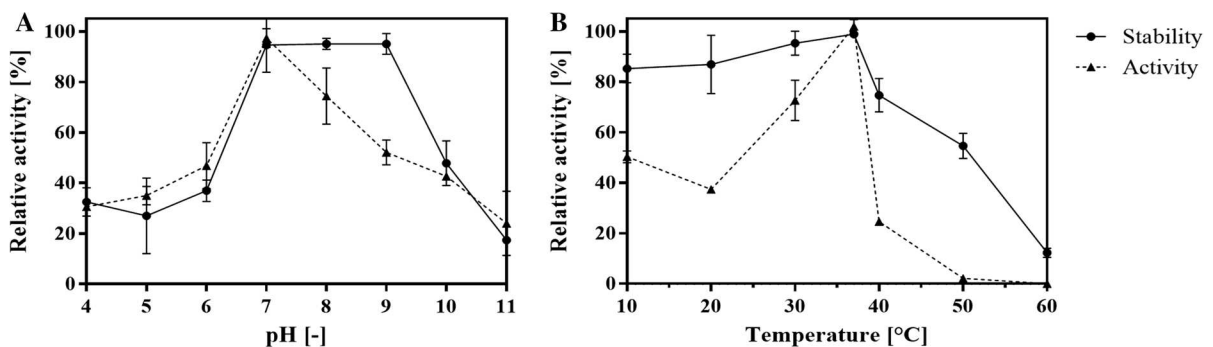 A
Relative activity [%]
100
80
60
40
20
0
4 5 6 7 8 9 10 11
pH [-]
B
Relative activity [%]
100
80
60
40
20
0
10 20 30 40 50 60
Temperature [°C]
Stability
Activity